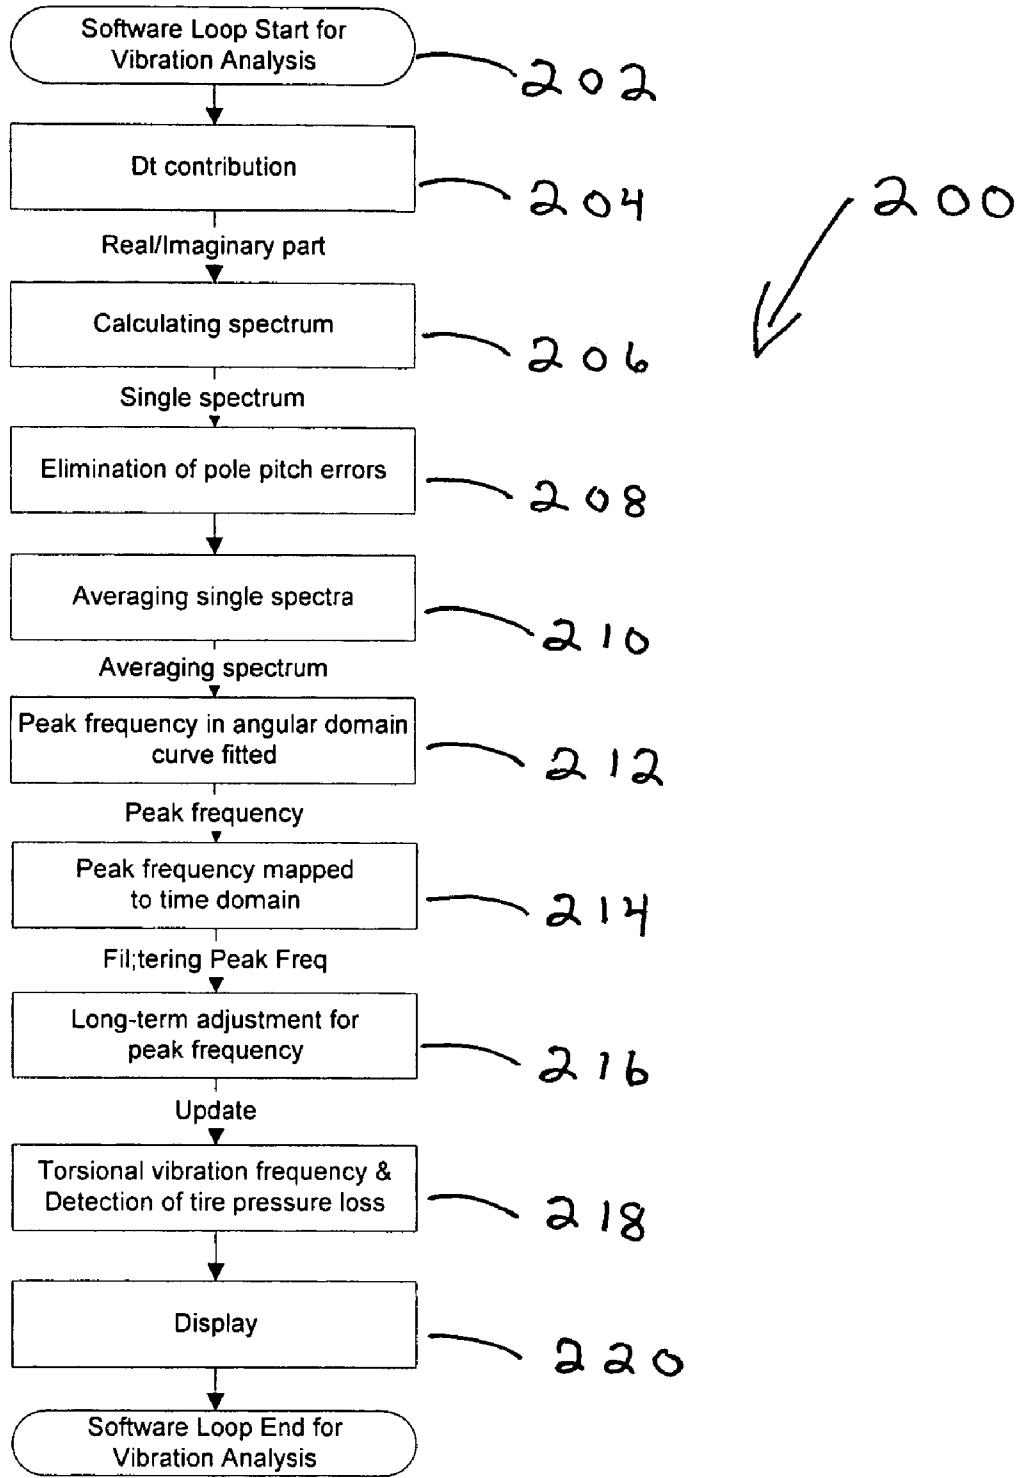 Software Loop Start for
Vibration Analysis
202
Dt contribution
204
200
Real/Imaginary part
Calculating spectrum
206
Single spectrum
Elimination of pole pitch errors
208
Averaging single spectra
210
Averaging spectrum
Peak frequency in angular domain
curve fitted
212
Peak frequency
Peak frequency mapped
to time domain
214
Fil;tering Peak Freq
Long-term adjustment for
peak frequency
216
Update
Torsional vibration frequency &
Detection of tire pressure loss
218
Display
220
Software Loop End for
Vibration Analysis